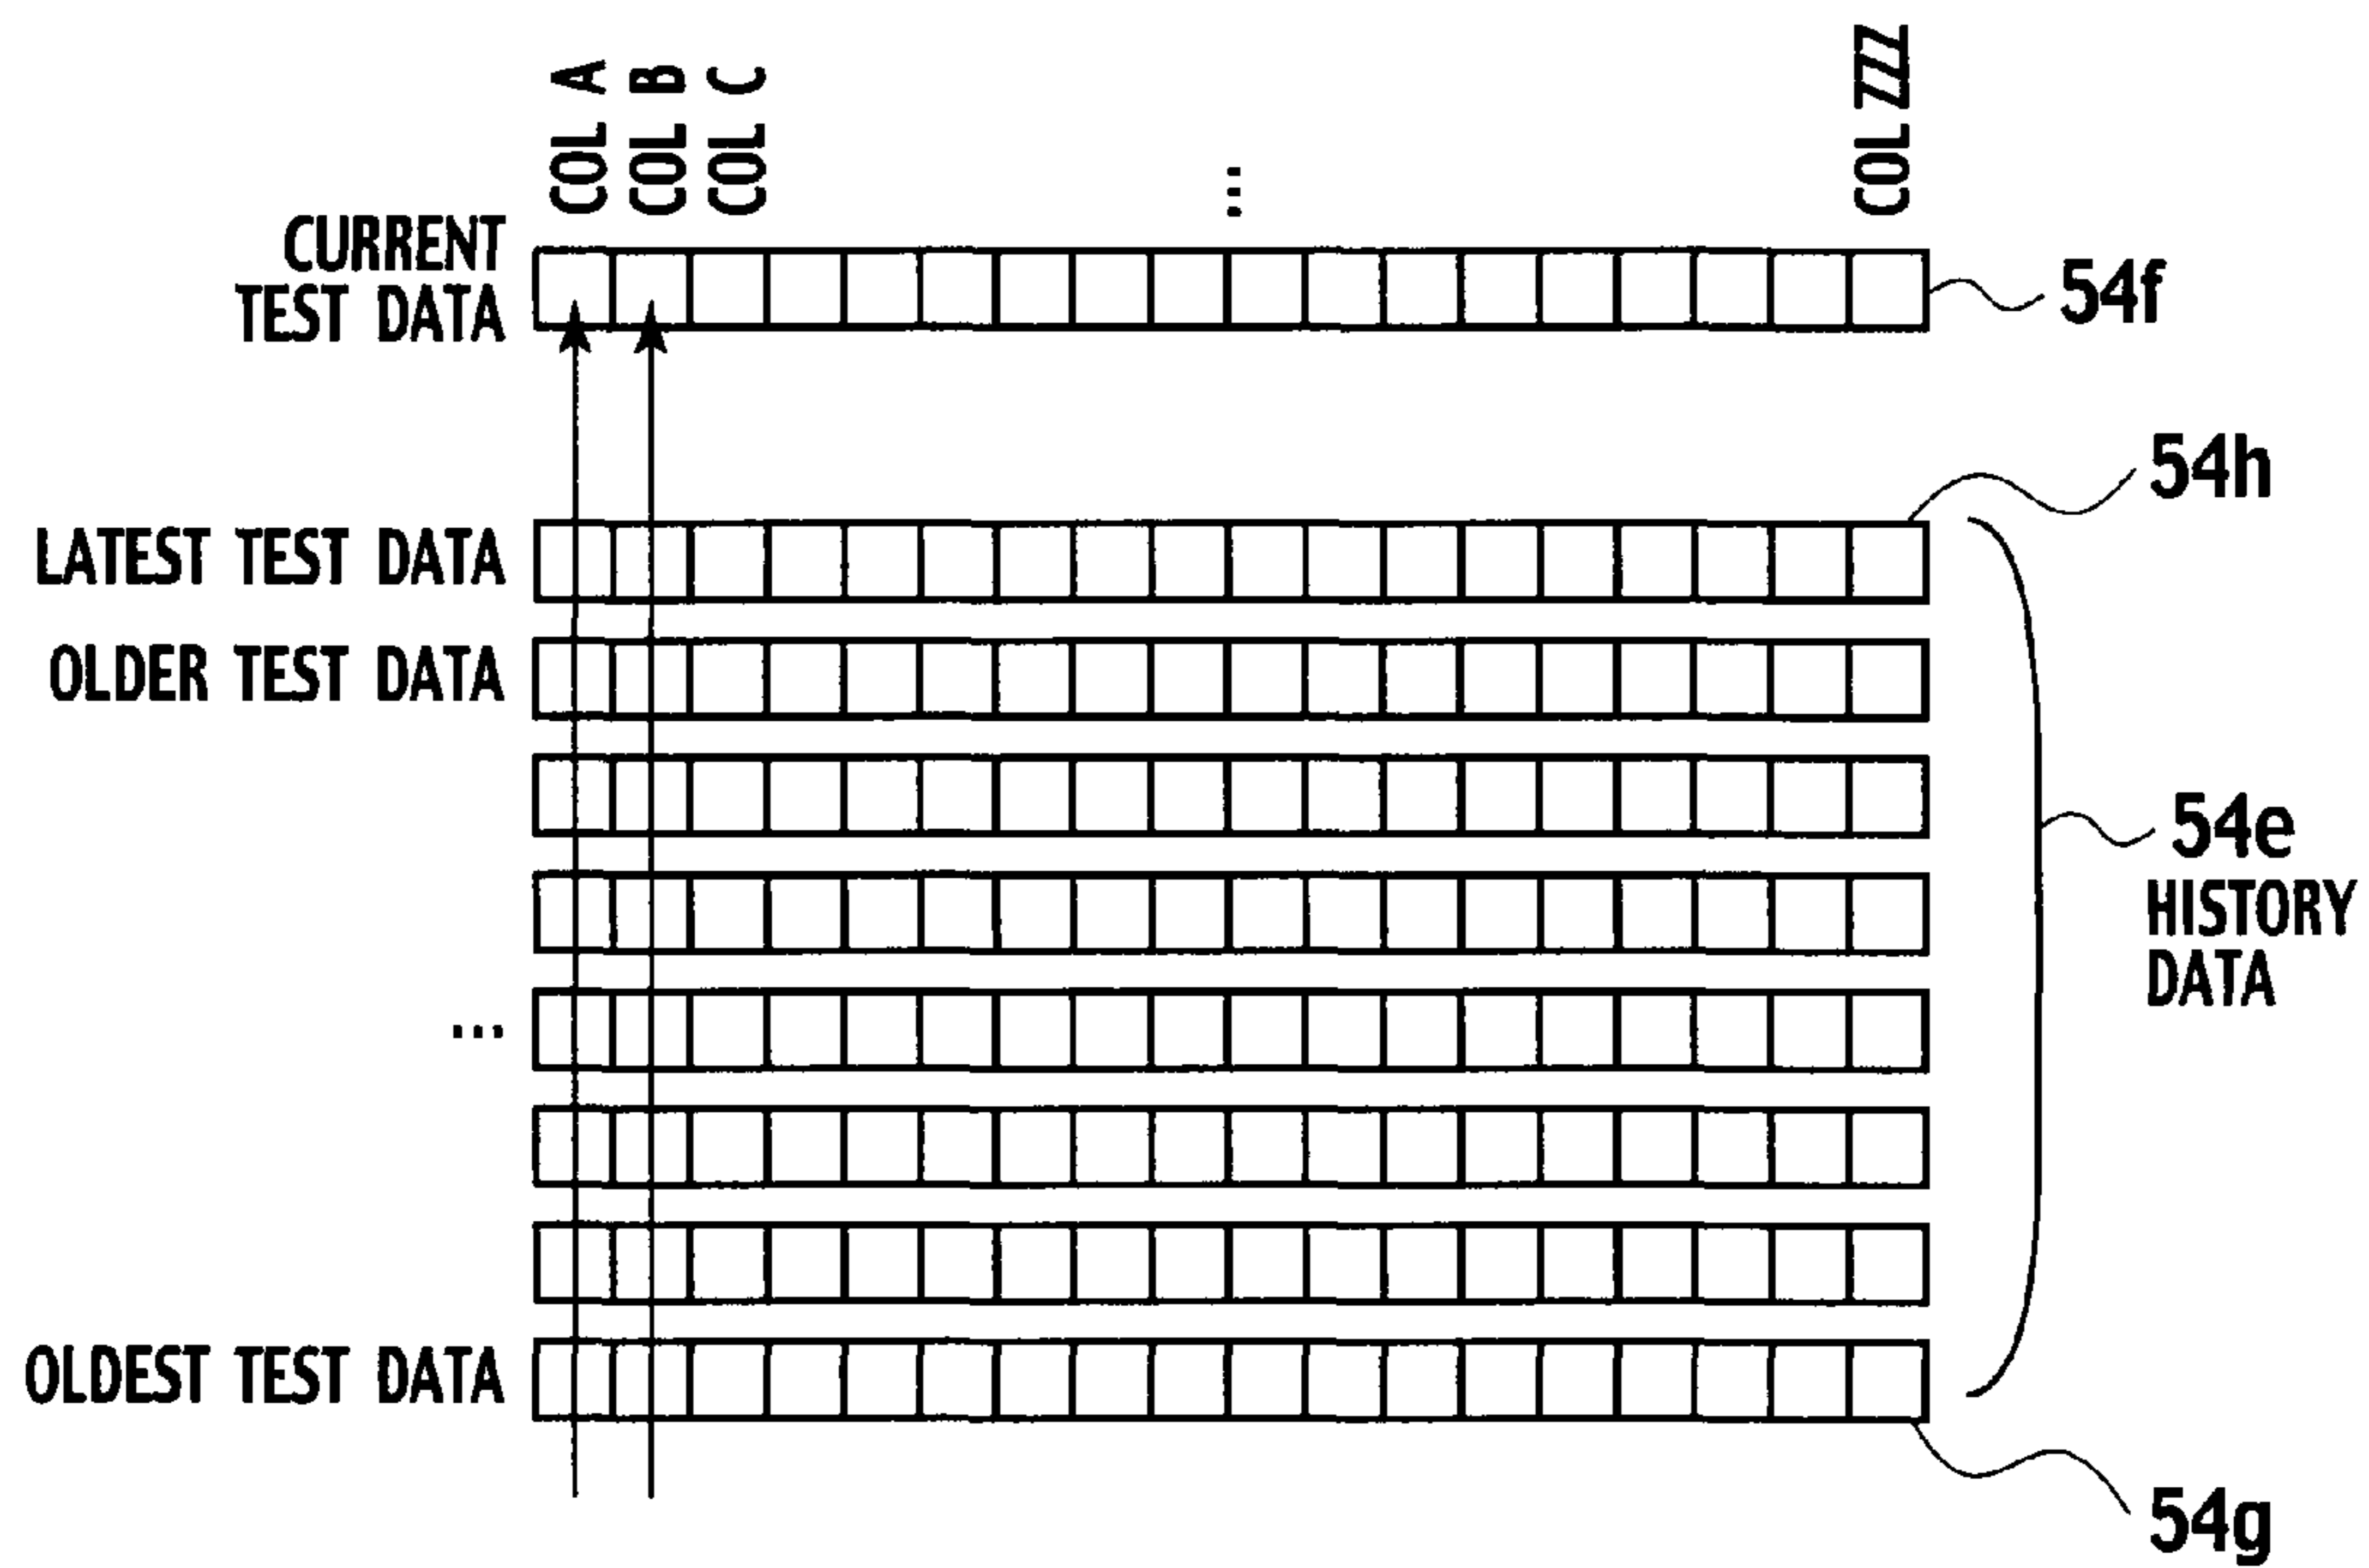 COL A
COL B
COL C
...
COL ZZZ
CURRENT
TEST DATA
54f
54h
LATEST TEST DATA
OLDER TEST DATA
54e
HISTORY
DATA
...
OLDEST TEST DATA
54g